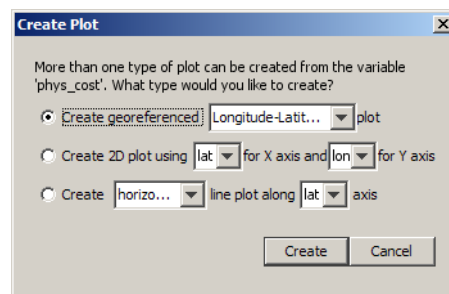 Create Plot
More than one type of plot can be created from the variable
'phys_cost'. What type would you like to create?
Create georeferenced Longitude-Latit... plot
Create 2D plot using lat for X axis and lon for Y axis
Create horizo... line plot along lat axis
Create Cancel